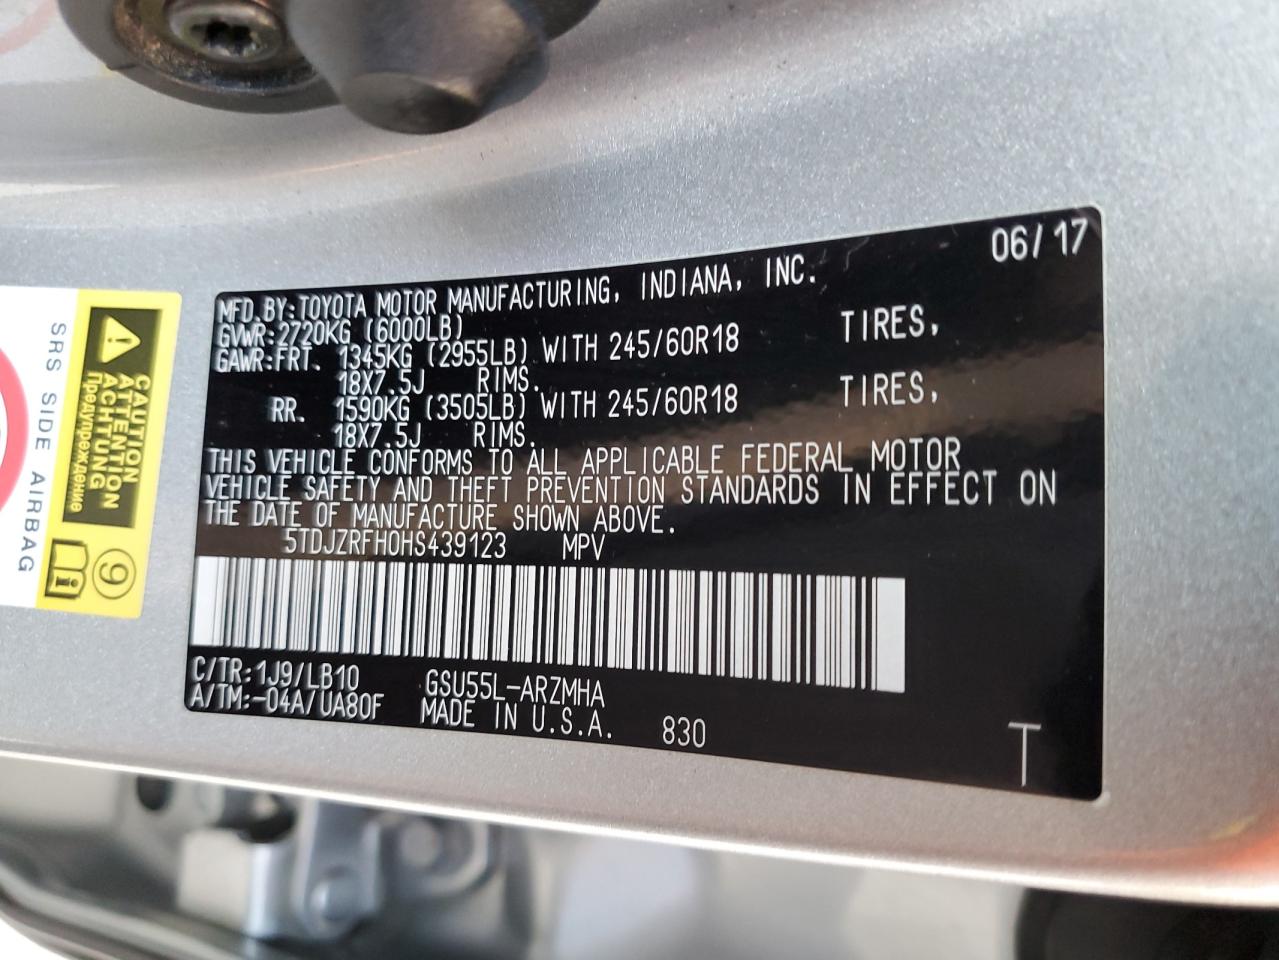 06/17
MFD.BY:TOYOTA MOTOR MANUFACTURING, INDIANA, INC.
GVWR:2720KG (6000LB)
GAWR:FRT. 1345KG (2955LB) WITH 245/60R18 TIRES,
18X7.5J RIMS.
RR. 1590KG (3505LB) WITH 245/60R18 TIRES,
18X7.5J RIMS.
THIS VEHICLE CONFORMS TO ALL APPLICABLE FEDERAL MOTOR
VEHICLE SAFETY AND THEFT PREVENTION STANDARDS IN EFFECT ON
THE DATE OF MANUFACTURE SHOWN ABOVE.
5TDJZRFH0HS439123 MPV
C/TR:1J9/LB10 GSU55L-ARZMHA
A/TM:-04A/UA80F MADE IN U.S.A. 830
T
CAUTION
ATTENTION
ACHTUNG
Предупреждение
SRS SIDE AIRBAG
9